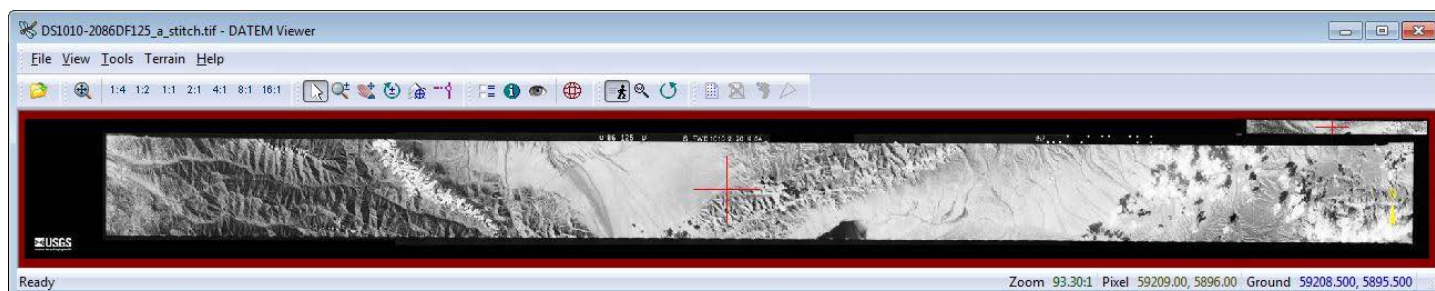 DS1010-2086DF125_a_stitch.tif - DATEM Viewer
File View Tools Terrain Help
1:4 1:2 1:1 2:1 4:1 8:1 16:1
USGS
Ready Zoom 93.30:1 Pixel 59209.00, 5896.00 Ground 59208.500, 5895.500